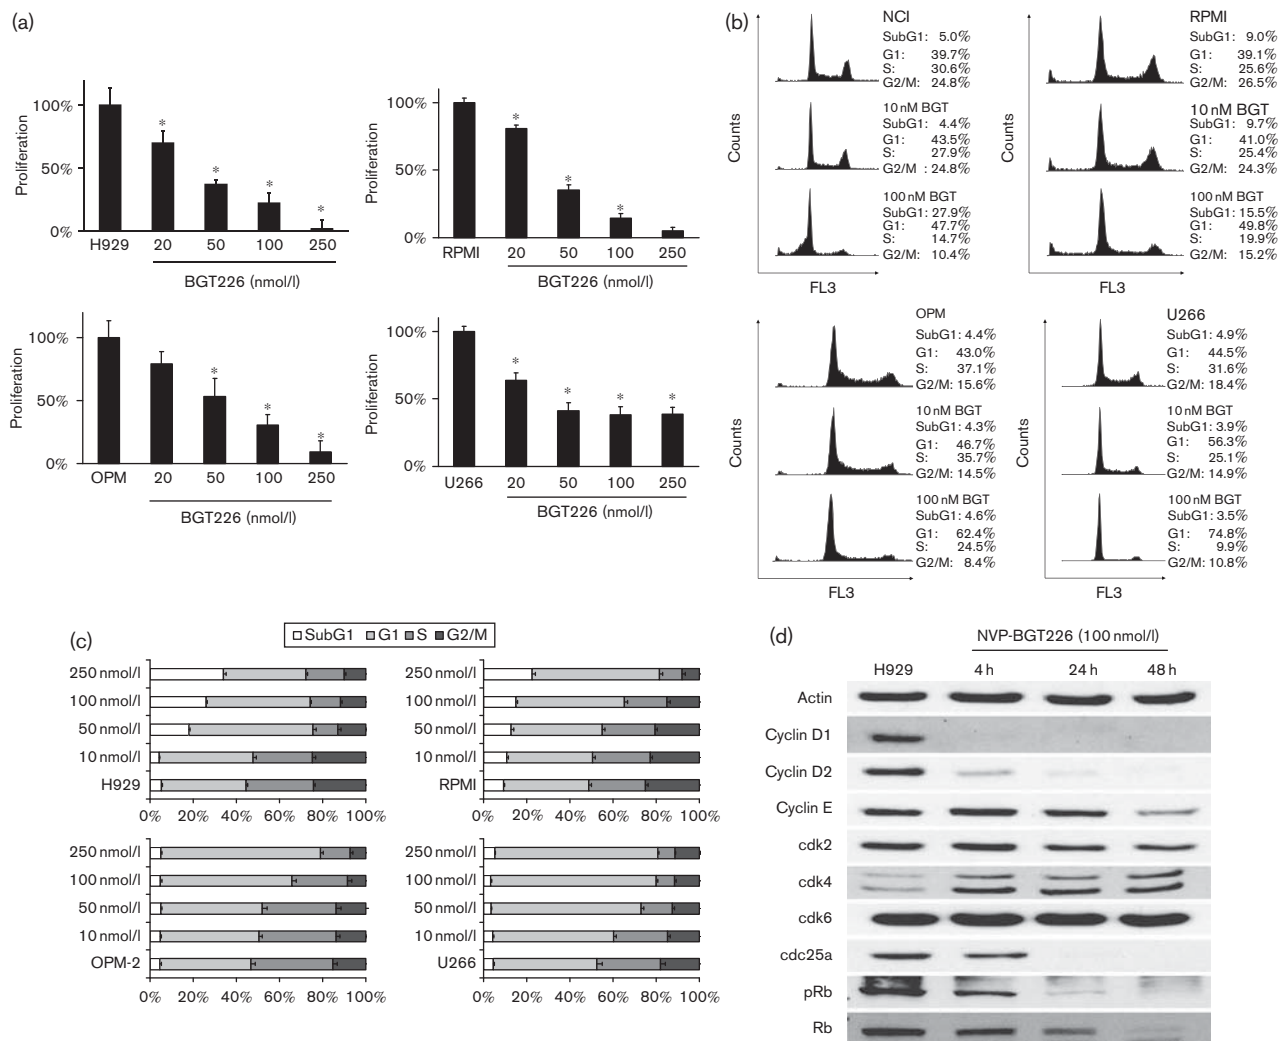 (a)
100%
50%
0%
Proliferation
H929 20 50 100 250
BGT226 (nmol/l)
*
*
*
*
100%
50%
0%
Proliferation
RPMI 20 50 100 250
BGT226 (nmol/l)
*
*
*
100%
50%
0%
Proliferation
OPM 20 50 100 250
BGT226 (nmol/l)
*
*
*
100%
50%
0%
Proliferation
U266 20 50 100 250
BGT226 (nmol/l)
*
*
*
*
(b)
Counts
NCI
SubG1: 5.0%
G1: 39.7%
S: 30.6%
G2/M: 24.8%
10 nM BGT
SubG1: 4.4%
G1: 43.5%
S: 27.9%
G2/M : 24.8%
100 nM BGT
SubG1: 27.9%
G1: 47.7%
S: 14.7%
G2/M: 10.4%
FL3
Counts
RPMI
SubG1: 9.0%
G1: 39.1%
S: 25.6%
G2/M: 26.5%
10 nM BGT
SubG1: 9.7%
G1: 41.0%
S: 25.4%
G2/M: 24.3%
100 nM BGT
SubG1: 15.5%
G1: 49.8%
S: 19.9%
G2/M: 15.2%
FL3
Counts
OPM
SubG1: 4.4%
G1: 43.0%
S: 37.1%
G2/M: 15.6%
10 nM BGT
SubG1: 4.3%
G1: 46.7%
S: 35.7%
G2/M: 14.5%
100 nM BGT
SubG1: 4.6%
G1: 62.4%
S: 24.5%
G2/M: 8.4%
FL3
Counts
U266
SubG1: 4.9%
G1: 44.5%
S: 31.6%
G2/M: 18.4%
10 nM BGT
SubG1: 3.9%
G1: 56.3%
S: 25.1%
G2/M: 14.9%
100 nM BGT
SubG1: 3.5%
G1: 74.8%
S: 9.9%
G2/M: 10.8%
FL3
(c)
SubG1 G1 S G2/M
250 nmol/l
100 nmol/l
50 nmol/l
10 nmol/l
H929
0% 20% 40% 60% 80% 100%
250 nmol/l
100 nmol/l
50 nmol/l
10 nmol/l
RPMI
0% 20% 40% 60% 80% 100%
250 nmol/l
100 nmol/l
50 nmol/l
10 nmol/l
OPM-2
0% 20% 40% 60% 80% 100%
250 nmol/l
100 nmol/l
50 nmol/l
10 nmol/l
U266
0% 20% 40% 60% 80% 100%
(d)
NVP-BGT226 (100 nmol/l)
H929 4 h 24 h 48 h
Actin
Cyclin D1
Cyclin D2
Cyclin E
cdk2
cdk4
cdk6
cdc25a
pRb
Rb